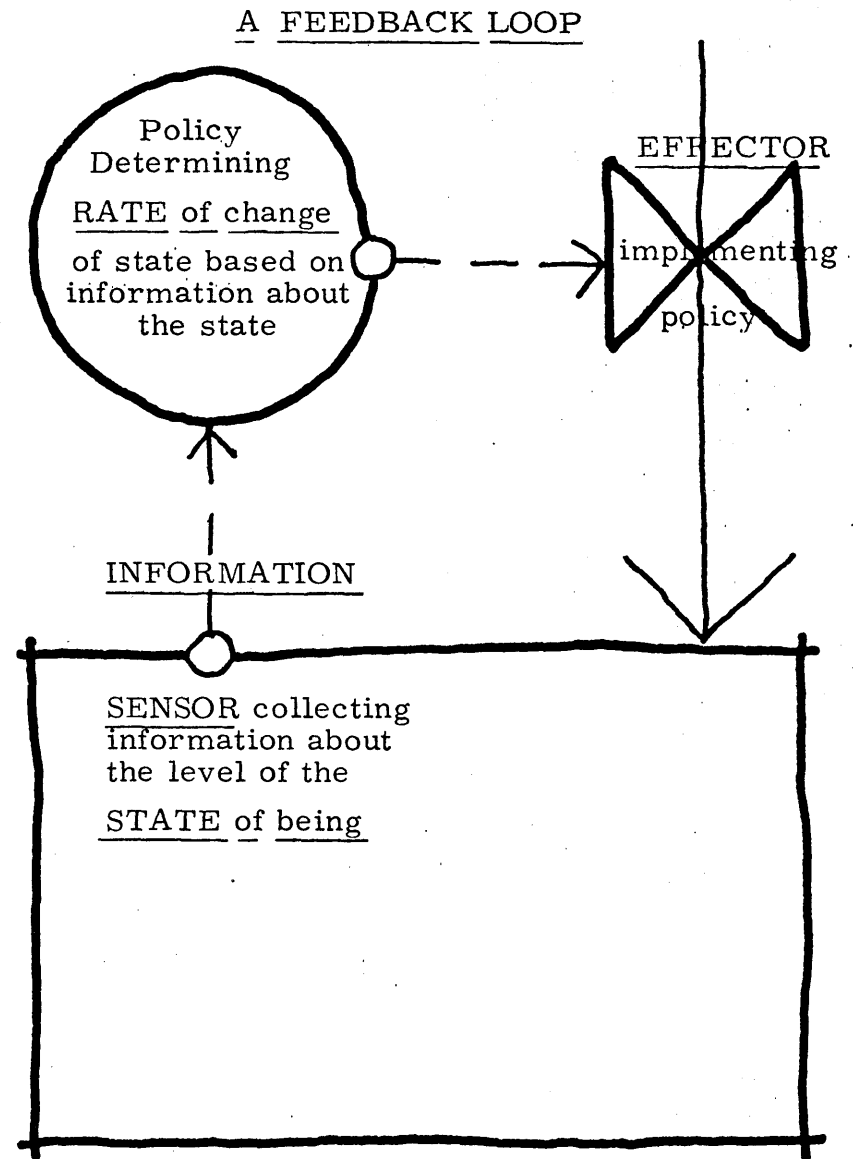 A FEEDBACK LOOP
Policy
Determining
RATE of change
of state based on
information about
the state
EFFECTOR
implementing
policy
INFORMATION
SENSOR collecting
information about
the level of the
STATE of being